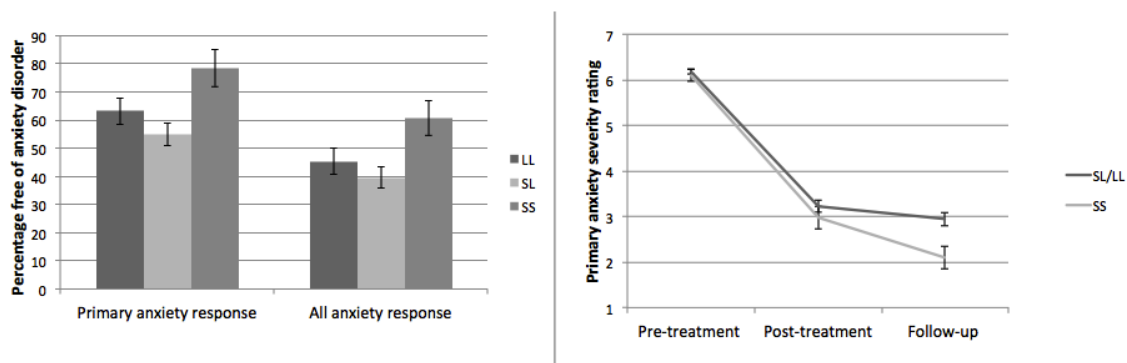 Percentage free of anxiety disorder
90
80
70
60
50
40
30
20
10
0
Primary anxiety response
All anxiety response
LL
SL
SS
Primary anxiety severity rating
7
6
5
4
3
2
1
Pre-treatment
Post-treatment
Follow-up
SL/LL
SS